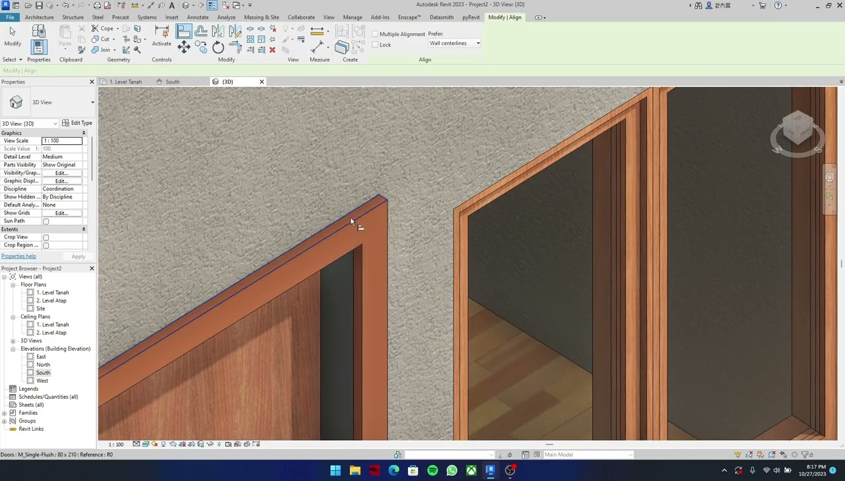 Autodesk Revit 2023 - Project2 - 3D View: {3D}
File Architecture Structure Steel Precast Systems Insert Annotate Analyze Massing & Site Collaborate View Manage Add-Ins Enscape™ Datasmith pyRevit Modify | Align
Modify
Paste
Cope
Cut
Join
Activate
Multiple Alignment Prefer:
Lock Wall centerlines
Select Properties Clipboard Geometry Controls Modify View Measure Create Align
Modify | Align
Properties
1. Level Tanah
South
{3D}
3D View
3D View: {3D} Edit Type
Graphics
View Scale 1 : 100
Scale Value 1: 100
Detail Level Medium
Parts Visibility Show Original
Visibility/Grap... Edit...
Graphic Displ... Edit...
Discipline Coordination
Show Hidden ... By Discipline
Default Analy... None
Show Grids Edit...
Sun Path
Extents
Crop View
Crop Region ...
Properties help Apply
Project Browser - Project2
Views (all)
Floor Plans
1. Level Tanah
2. Level Atap
Site
Ceiling Plans
1. Level Tanah
2. Level Atap
3D Views
Elevations (Building Elevation)
East
North
South
West
Legends
Schedules/Quantities (all)
Sheets (all)
Families
Groups
Revit Links
1 : 100
Doors : M_Single-Flush : 80 x 210 : Reference : R0
:0
Main Model
:0
8:17 PM
10/27/2023